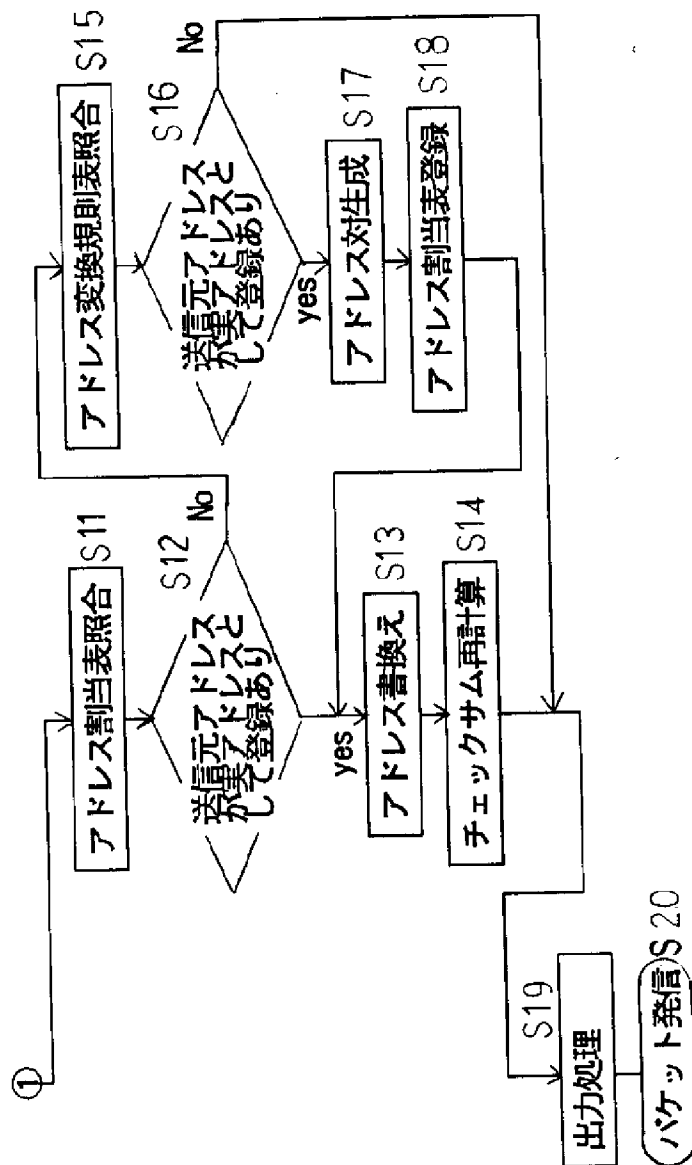 ①
アドレス割当表照合
S11
送信元アドレス
が実アドレスと
して登録あり
S12
No
yes
アドレス書換え
S13
チェックサム再計算
S14
アドレス変換規則表照合
S15
送信元アドレス
が実アドレスと
して登録あり
S16
No
yes
アドレス対生成
S17
アドレス割当表登録
S18
出力処理
S19
パケット発信
S20